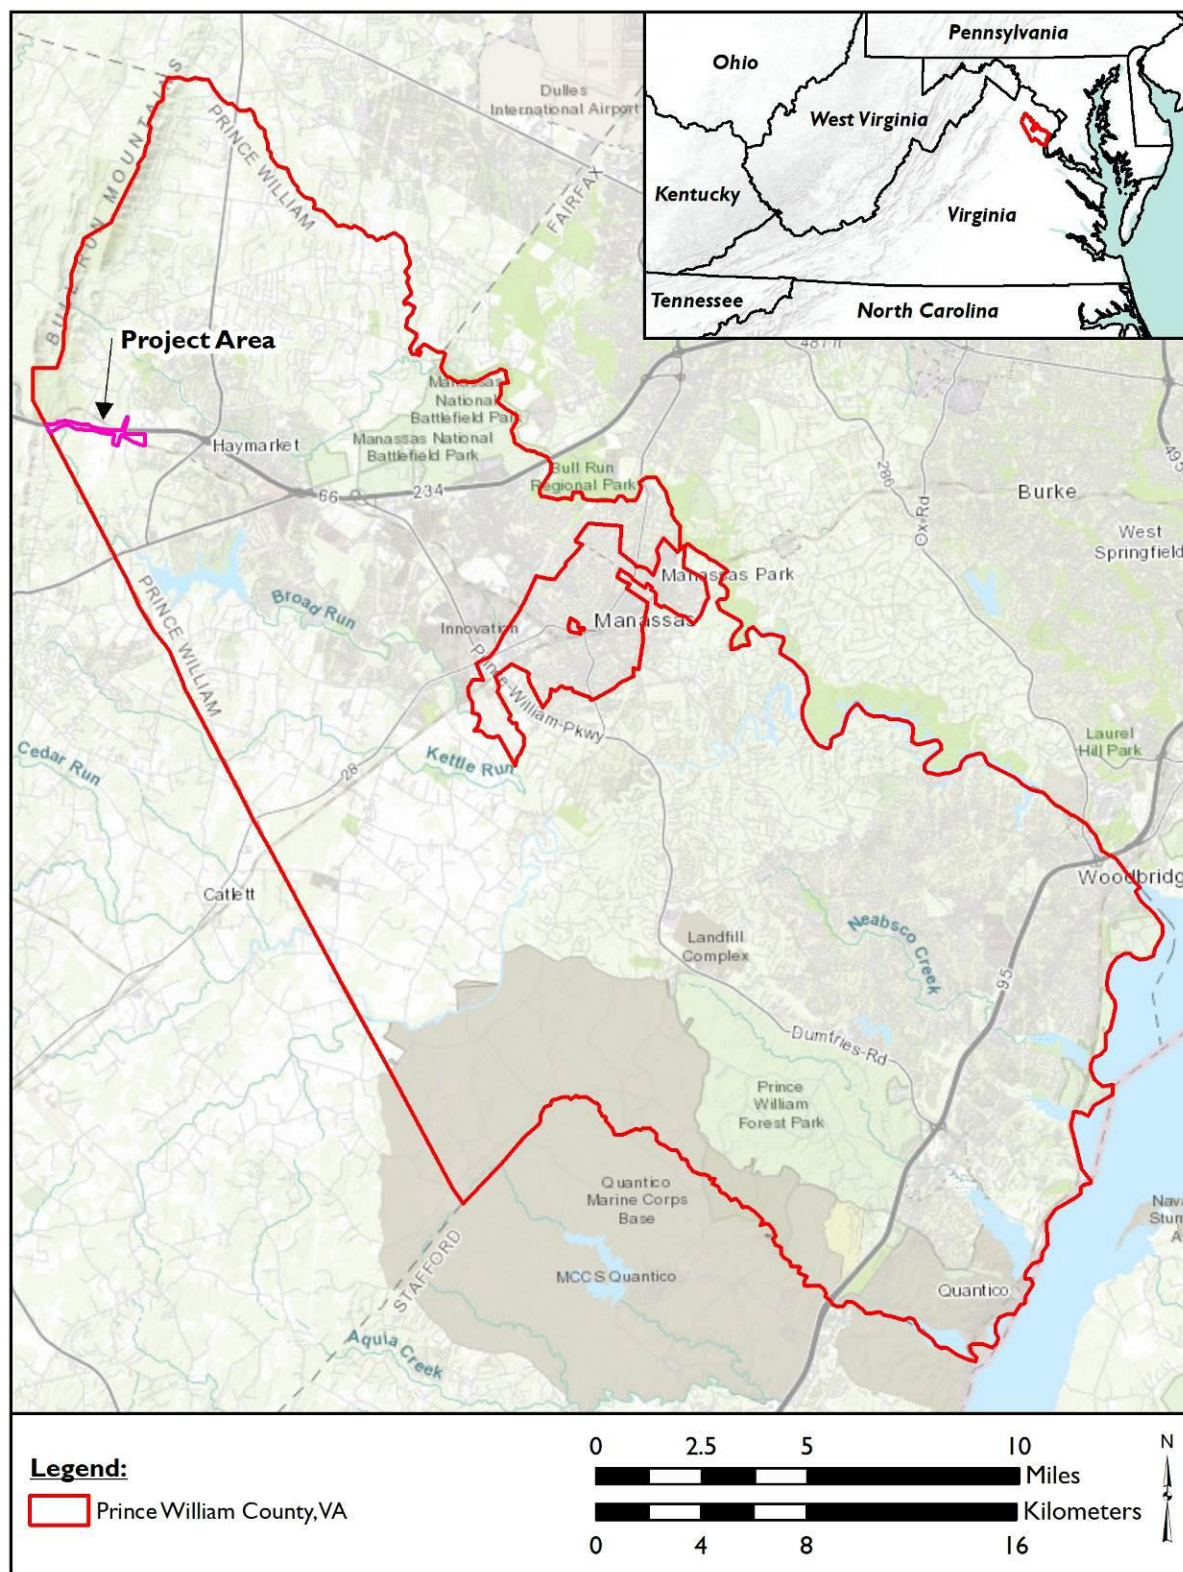 Pennsylvania
Ohio
West Virginia
Kentucky
Virginia
Tennessee
North Carolina
Dulles
International Airport
BULL RUN MOUNTAINS
PRINCE WILLIAM
FAIRFAX
Project Area
Haymarket
Manassas
National
Battlefield Park
Manassas National
Battlefield Park
Bull Run
Regional Park
66
234
286
Ox-Rd
495
Burke
West
Springfield
Manassas Park
Manassas
Innovation
Broad Run
PRINCE WILLIAM
Prince-William-Pkwy
Kettle Run
Cedar Run
28
Catlett
Laurel
Hill Park
Woodbridg
Neabsco Creek
95
Landfill
Complex
Dumfries-Rd
Prince
William
Forest Park
Quantico
Marine Corps
Base
MCCS Quantico
STAFFORD
Aquia Creek
Quantico
Nava
Stum
A
Legend:
Prince William County, VA
0 2.5 5 10
Miles
Kilometers
0 4 8 16
N